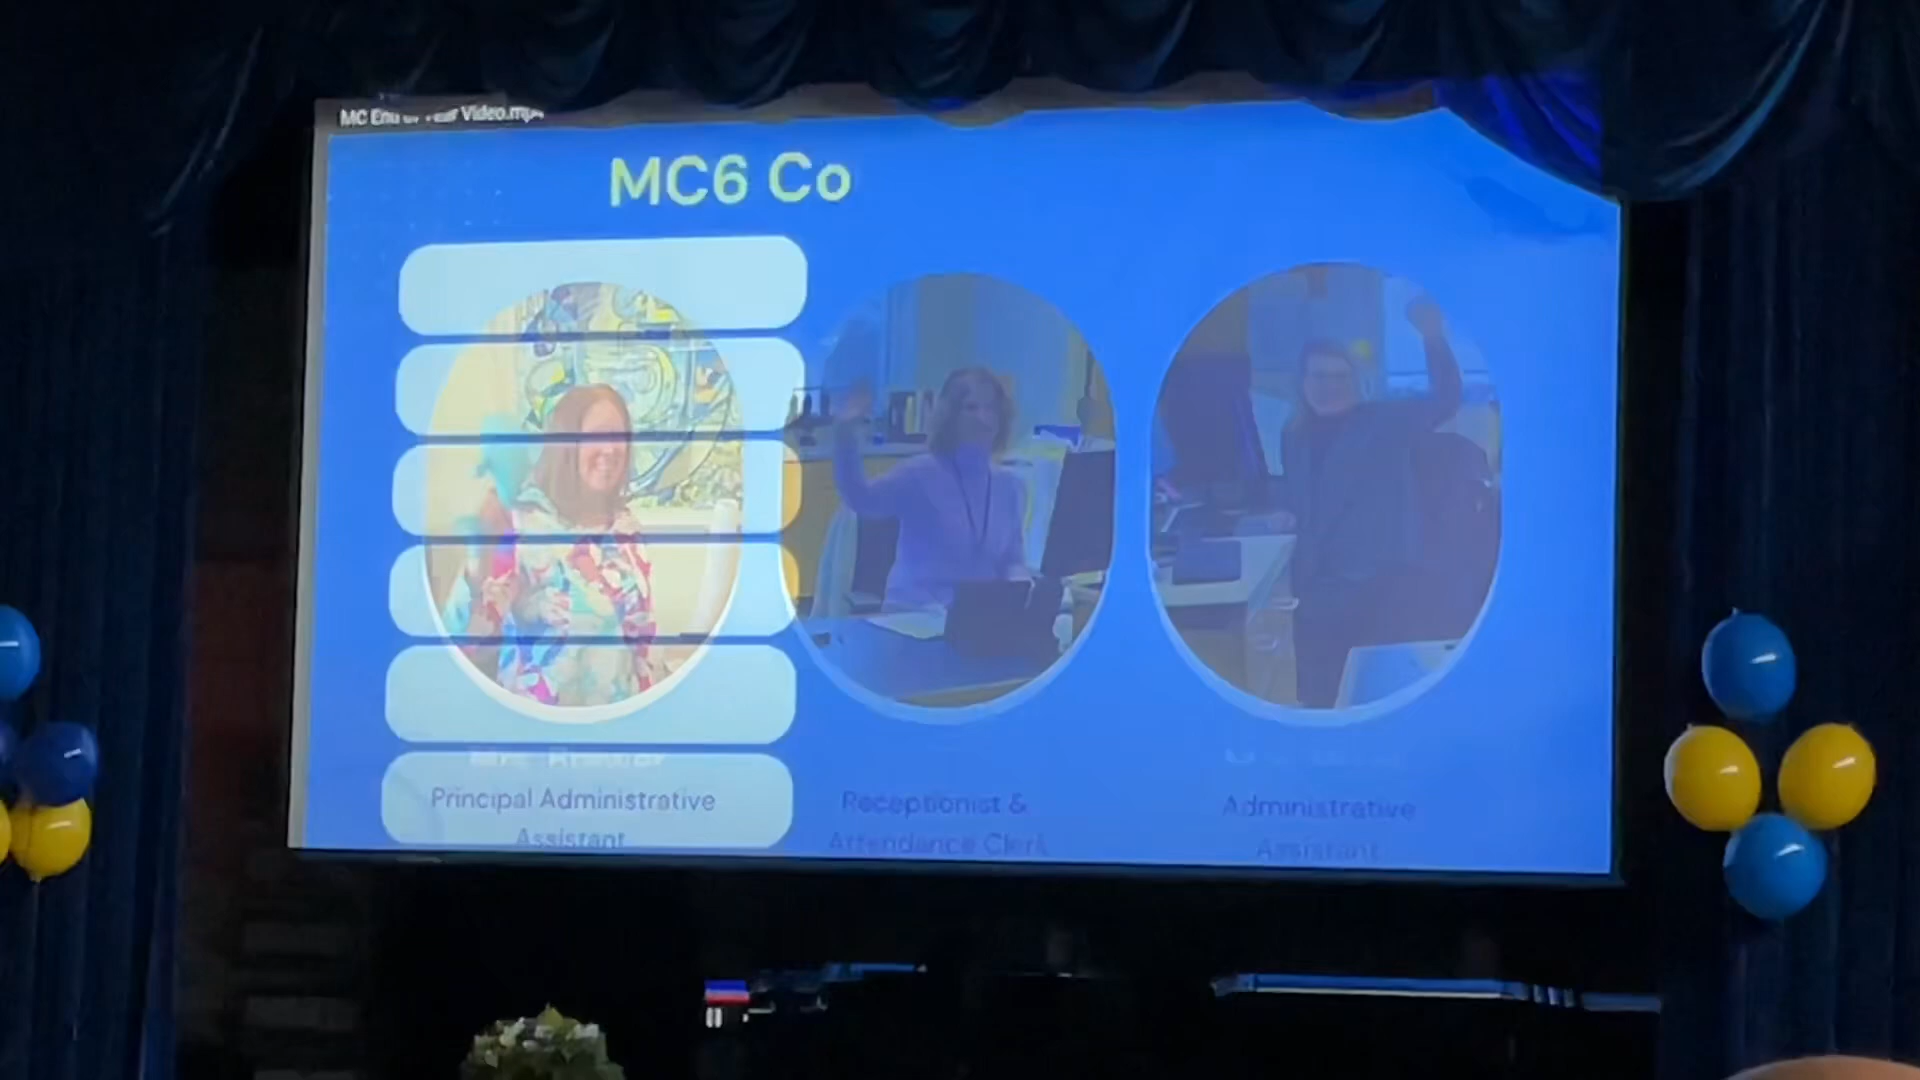 MC End of Year Video.mp4
MC6 Co
Principal Administrative
Assistant
Receptionist &
Attendance Clerk
Administrative
Assistant